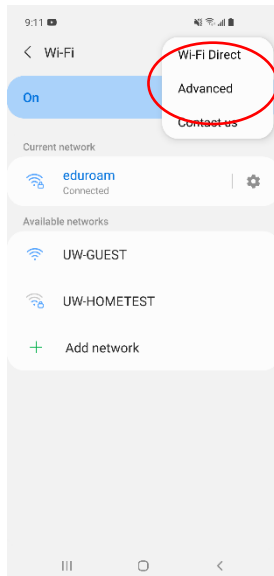 9:11
Wi-Fi
Wi-Fi Direct
Advanced
Contact us
On
Current network
eduroam
Connected
Available networks
UW-GUEST
UW-HOMETEST
Add network